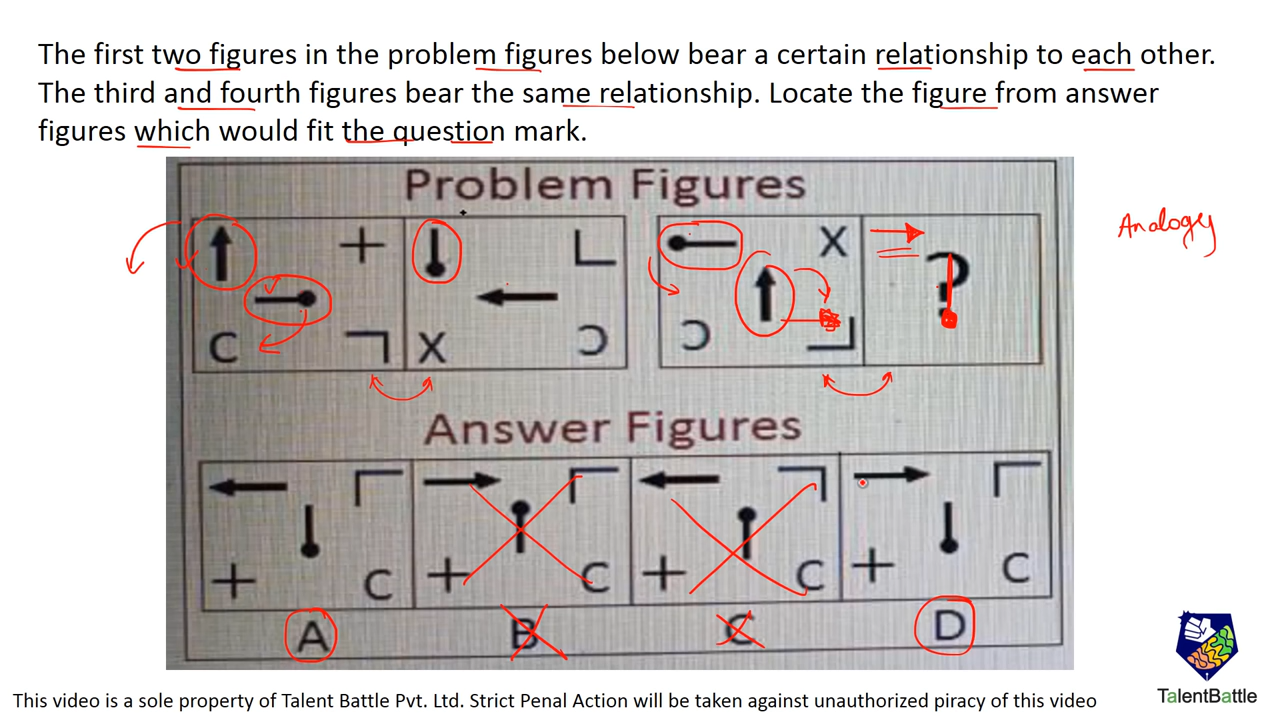 The first two figures in the problem figures below bear a certain relationship to each other.
The third and fourth figures bear the same relationship. Locate the figure from answer
figures which would fit the question mark.
Problem Figures
Analogy
+
C
X
X
?
Answer Figures
+ C
+ C
+ C
+ C
A B C D
TalentBattle
This video is a sole property of Talent Battle Pvt. Ltd. Strict Penal Action will be taken against unauthorized piracy of this video